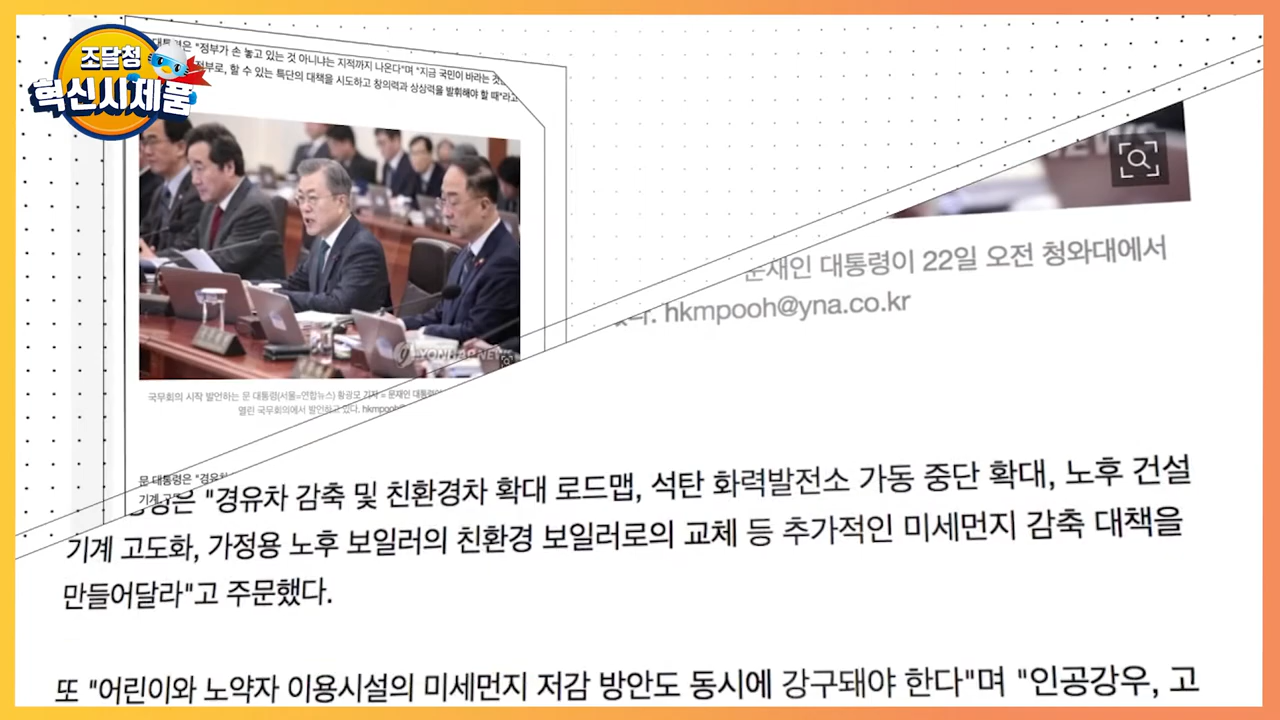 조달청
혁신시제품
대통령은 "정부가 손 놓고 있는 것 아니냐는 지적까지 나온다"며 "지금 국민이 바라는 것
정부로, 할 수 있는 특단의 대책을 시도하고 창의력과 상상력을 발휘해야 할 때"라고
YONHAPNEWS
국무회의 시작 발언하는 문 대통령(서울=연합뉴스) 황광모 기자 = 문재인 대통령이
열린 국무회의에서 발언하고 있다. hkmpooh@
문 대통령은 "경유차
기계 고도
문재인 대통령이 22일 오전 청와대에서
hkmpooh@yna.co.kr
"경유차 감축 및 친환경차 확대 로드맵, 석탄 화력발전소 가동 중단 확대, 노후 건설
기계 고도화, 가정용 노후 보일러의 친환경 보일러로의 교체 등 추가적인 미세먼지 감축 대책을
만들어달라"고 주문했다.
또 "어린이와 노약자 이용시설의 미세먼지 저감 방안도 동시에 강구돼야 한다"며 "인공강우, 고